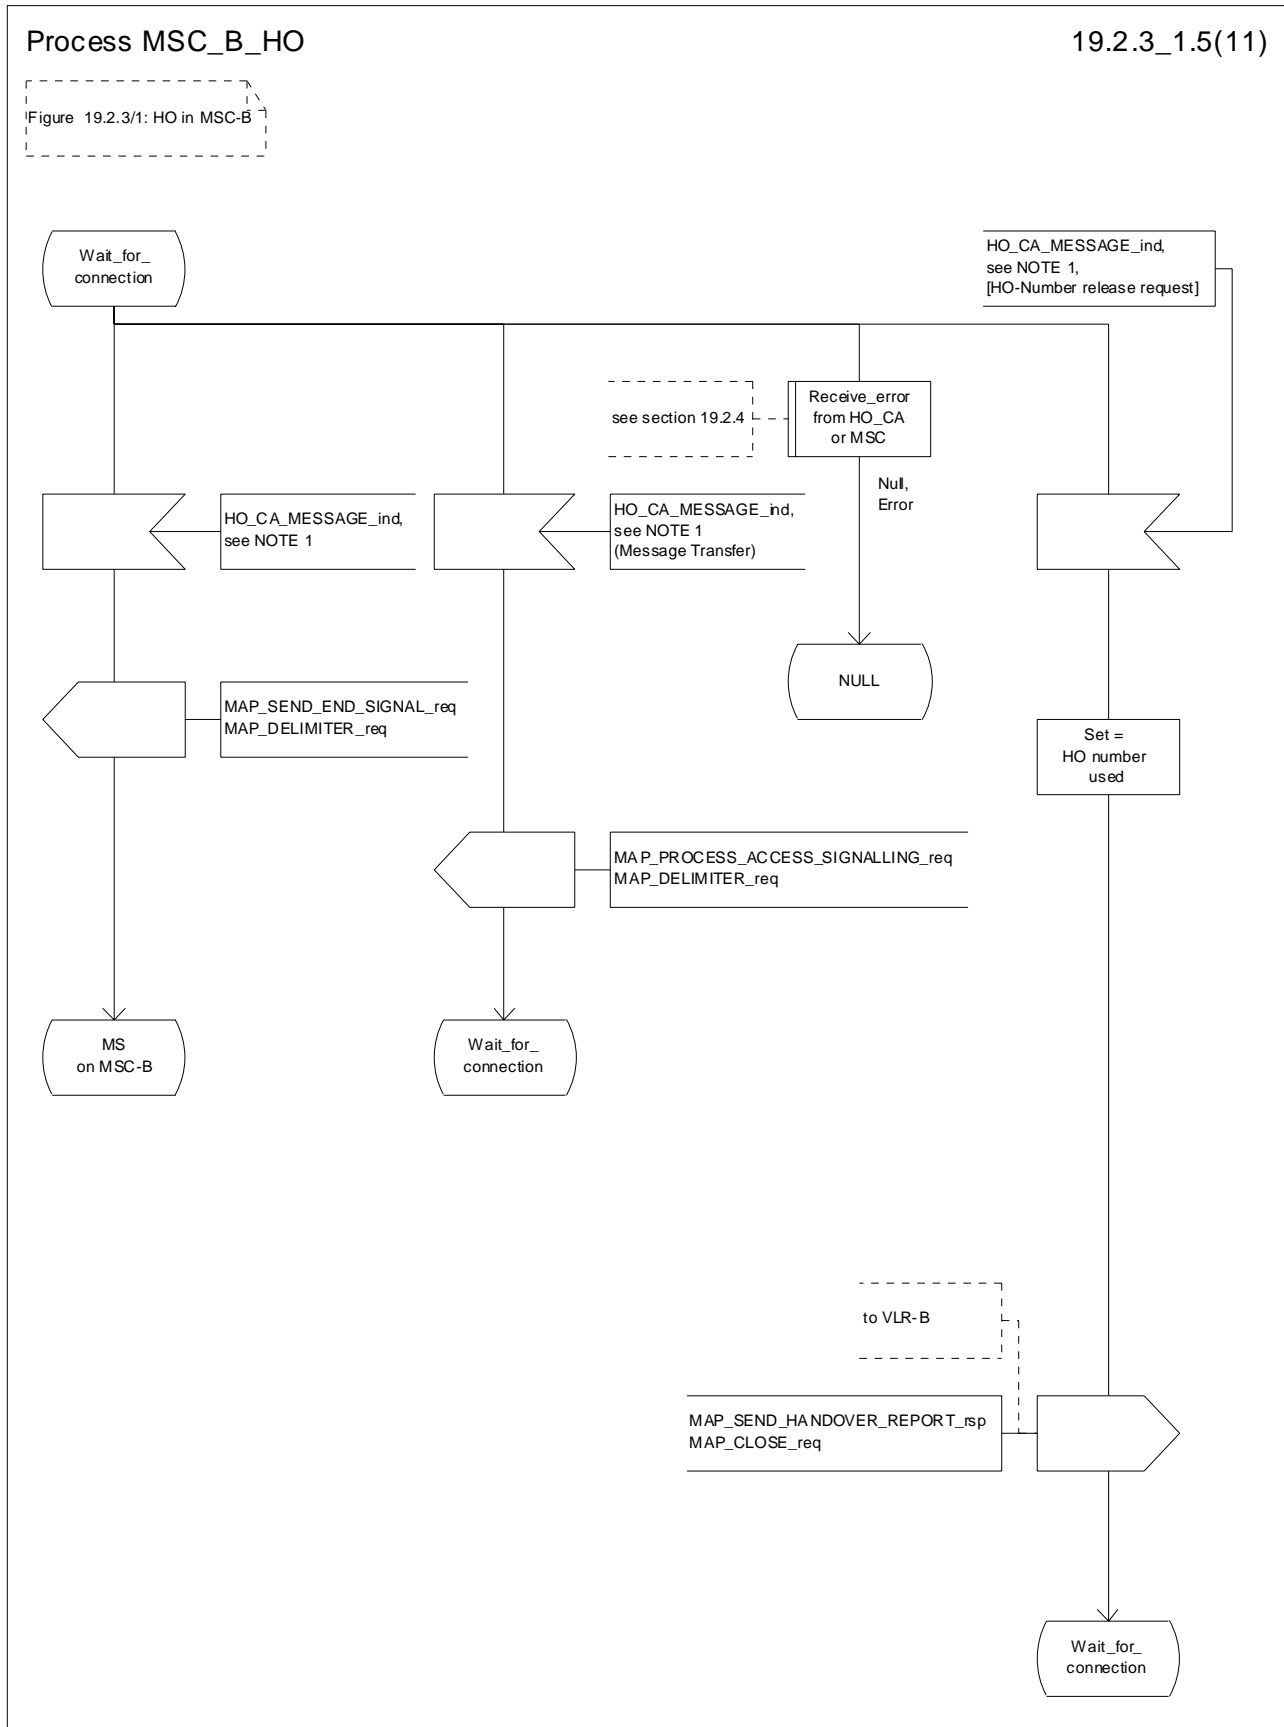 Process MSC_B_HO
19.2.3_1.5(11)
Figure 19.2.3/1: HO in MSC-B
Wait_for_
connection
HO_CA_MESSAGE_ind,
see NOTE 1,
[HO-Number release request]
see section 19.2.4
Receive_error
from HO_CA
or MSC
Null,
Error
HO_CA_MESSAGE_ind,
see NOTE 1
HO_CA_MESSAGE_ind,
see NOTE 1
(Message Transfer)
NULL
MAP_SEND_END_SIGNAL_req
MAP_DELIMITER_req
Set =
HO number
used
MAP_PROCESS_ACCESS_SIGNALLING_req
MAP_DELIMITER_req
MS
on MSC-B
Wait_for_
connection
to VLR-B
MAP_SEND_HANDOVER_REPORT_rsp
MAP_CLOSE_req
Wait_for_
connection